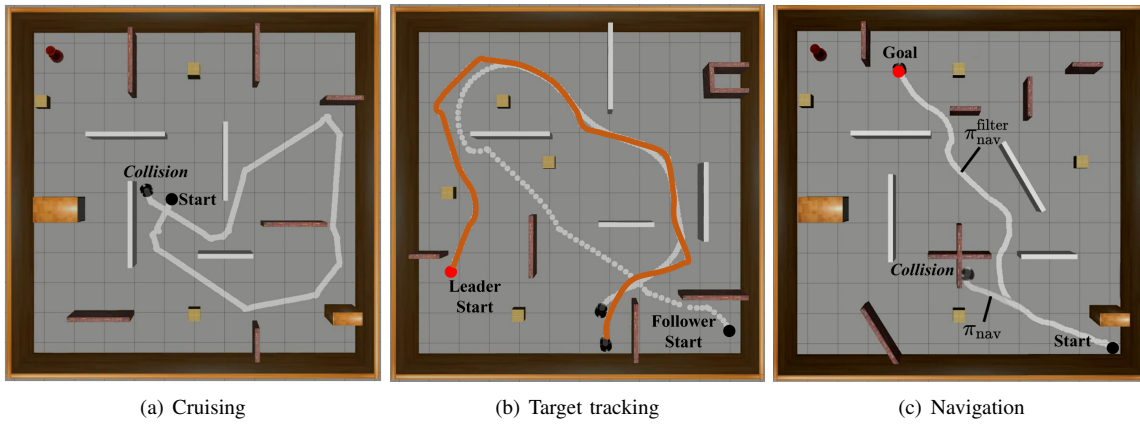 Collision
Start
(a) Cruising
Leader
Start
Follower
Start
(b) Target tracking
Goal
π_nav^filter
Collision
π_nav
Start
(c) Navigation